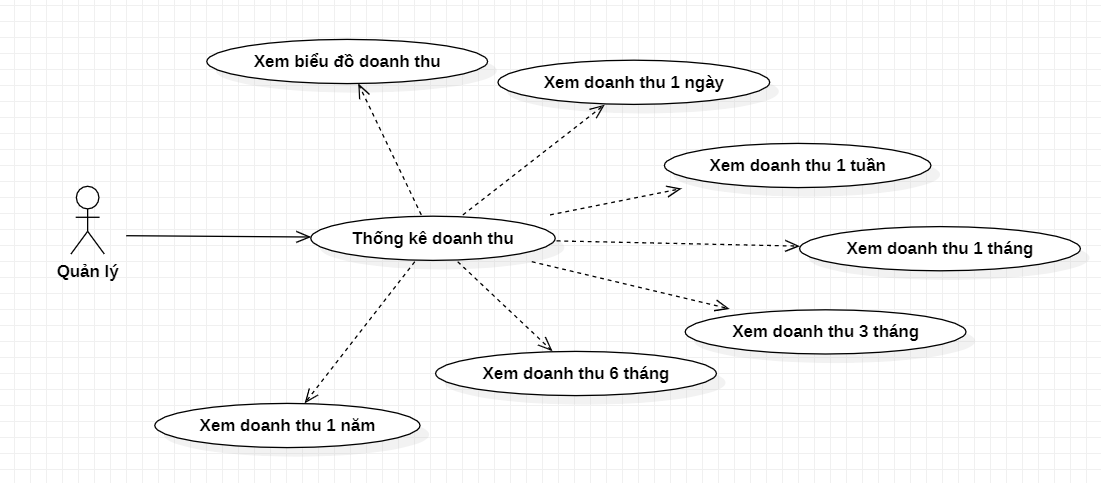 Xem biểu đồ doanh thu
Xem doanh thu 1 ngày
Xem doanh thu 1 tuần
Thống kê doanh thu
Xem doanh thu 1 tháng
Quản lý
Xem doanh thu 3 tháng
Xem doanh thu 6 tháng
Xem doanh thu 1 năm